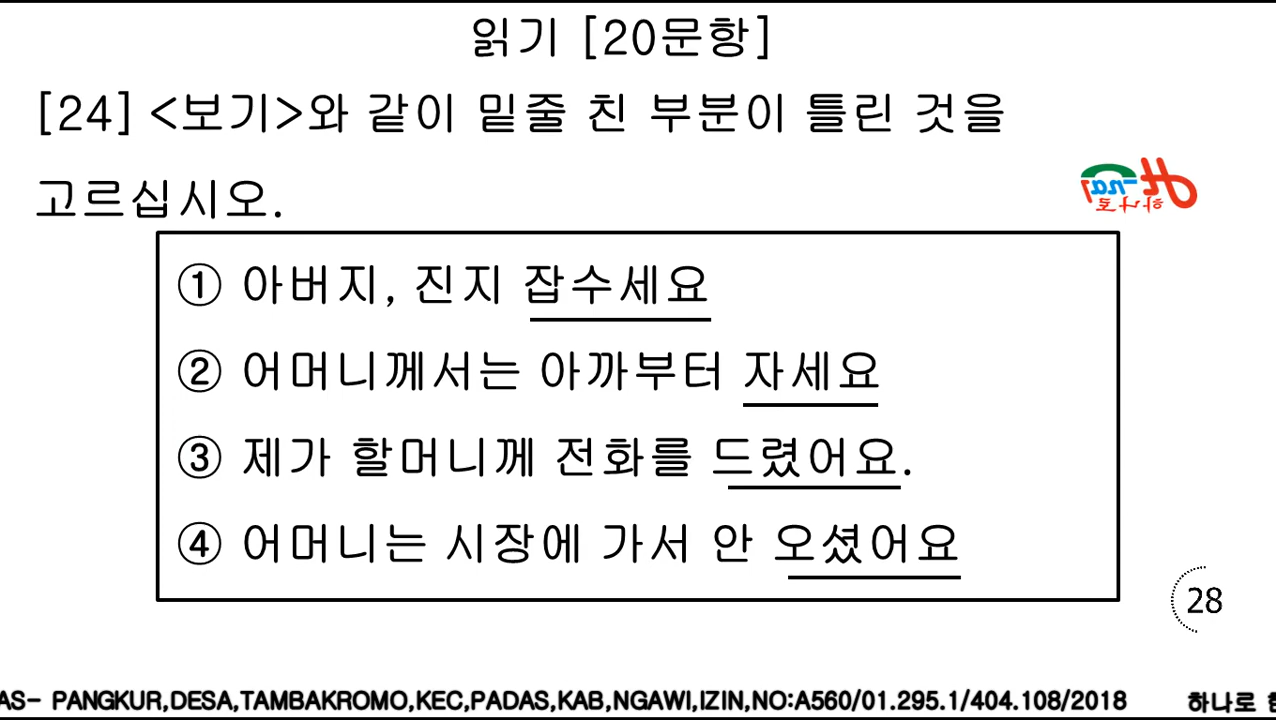 읽기 [20문항]
[24] <보기>와 같이 밑줄 친 부분이 틀린 것을
고르십시오.
하나로
① 아버지, 진지 잡수세요
② 어머니께서는 아까부터 자세요
③ 제가 할머니께 전화를 드렸어요.
④ 어머니는 시장에 가서 안 오셨어요
28
AS- PANGKUR,DESA,TAMBAKROMO,KEC,PADAS,KAB,NGAWI,IZIN,NO:A560/01.295.1/404.108/2018 하나로